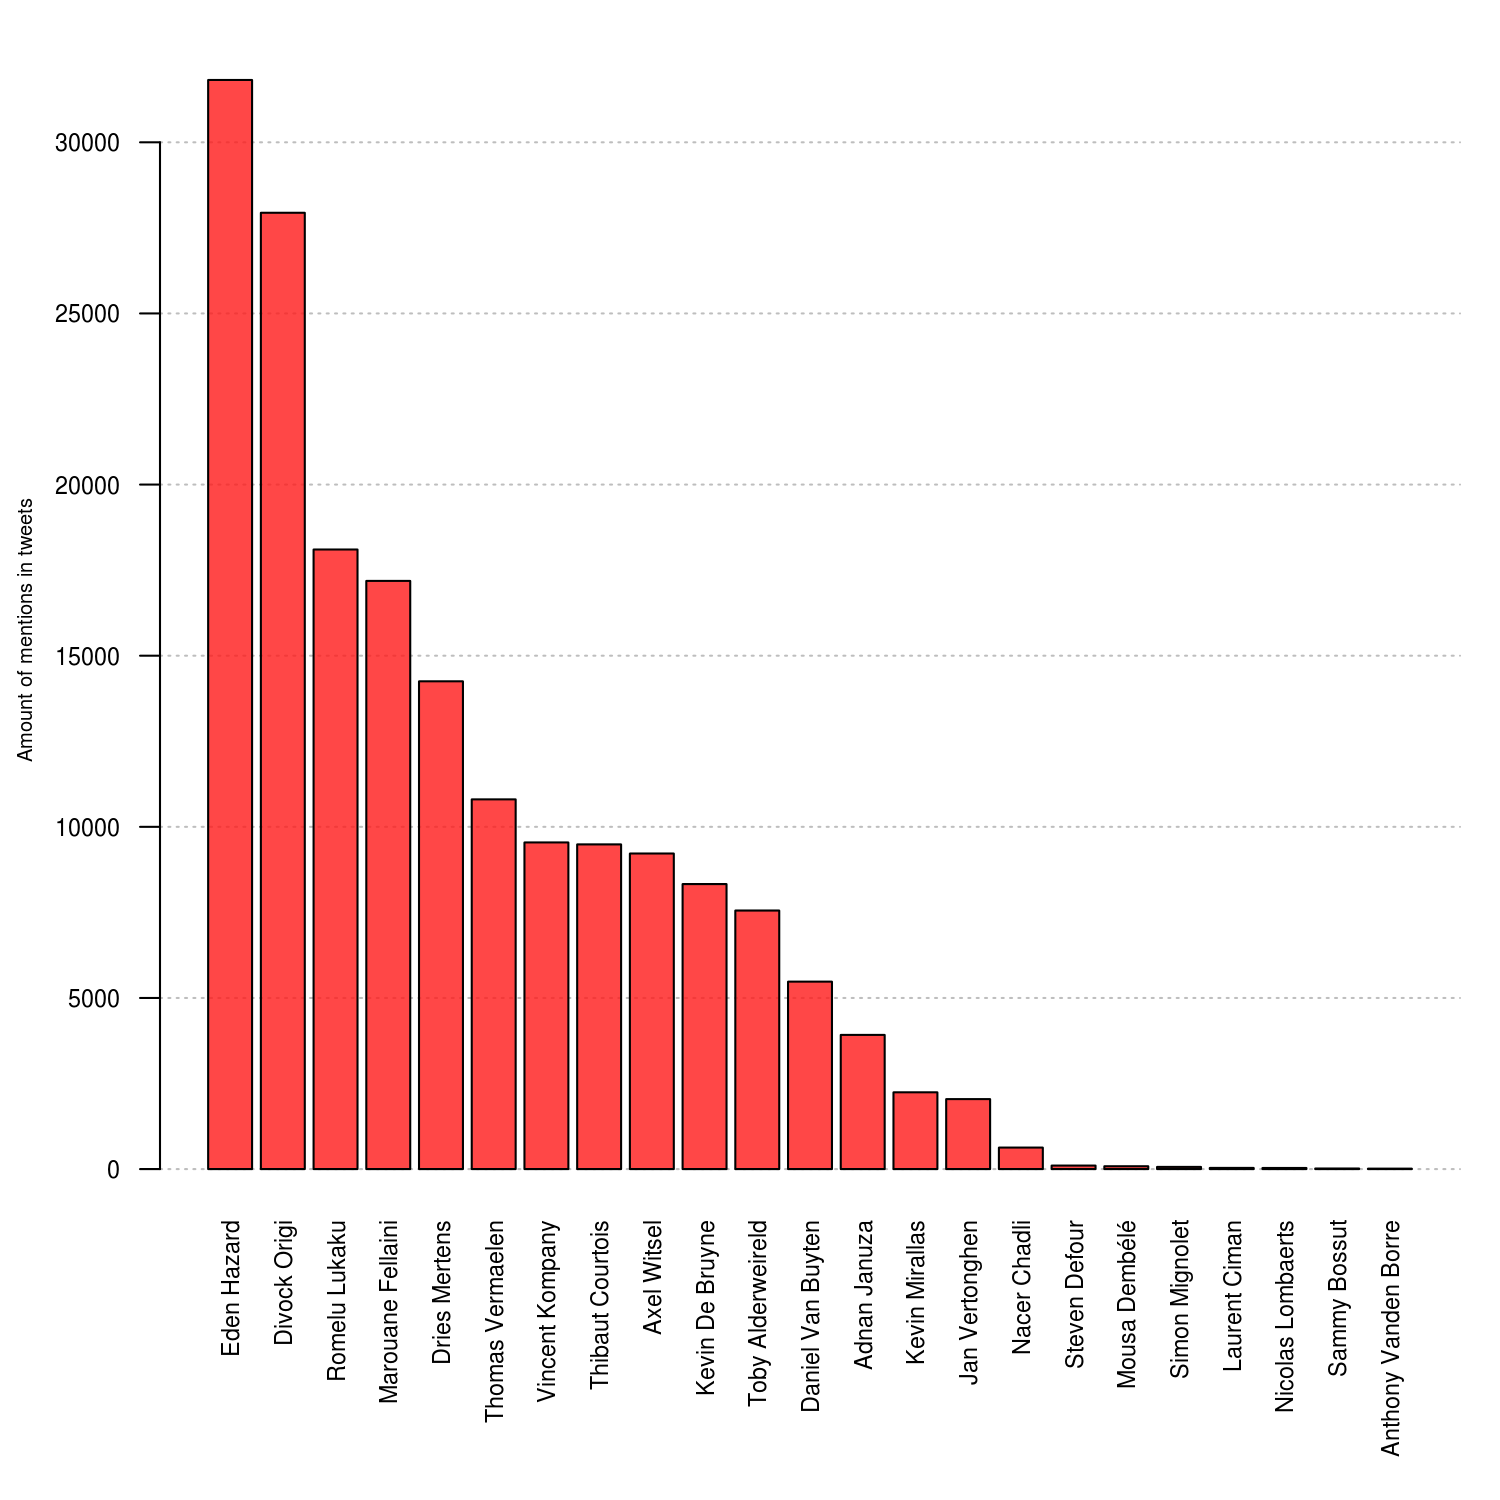 30000
25000
20000
15000
10000
5000
0
Amount of mentions in tweets
Eden Hazard
Divock Origi
Romelu Lukaku
Marouane Fellaini
Dries Mertens
Thomas Vermaelen
Vincent Kompany
Thibaut Courtois
Axel Witsel
Kevin De Bruyne
Toby Alderweireld
Daniel Van Buyten
Adnan Januza
Kevin Mirallas
Jan Vertonghen
Nacer Chadli
Steven Defour
Mousa Dembélé
Simon Mignolet
Laurent Ciman
Nicolas Lombaerts
Sammy Bossut
Anthony Vanden Borre